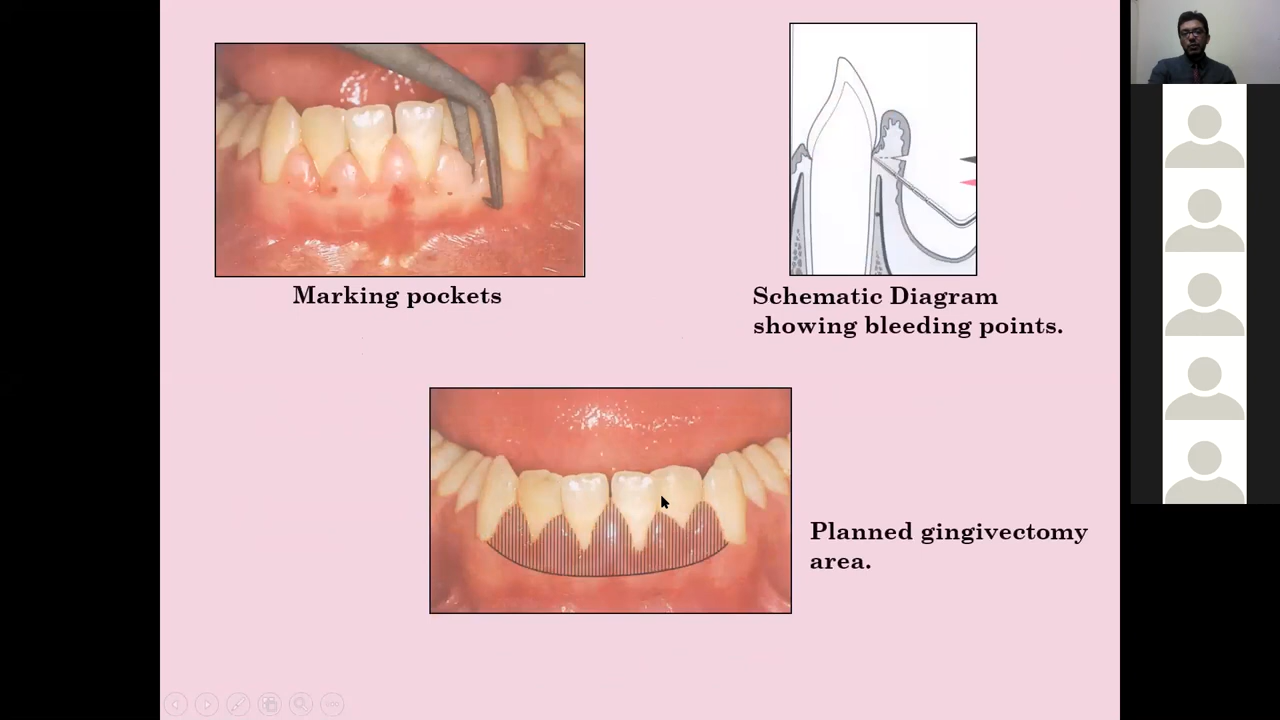 Marking pockets
Schematic Diagram
showing bleeding points.
Planned gingivectomy
area.